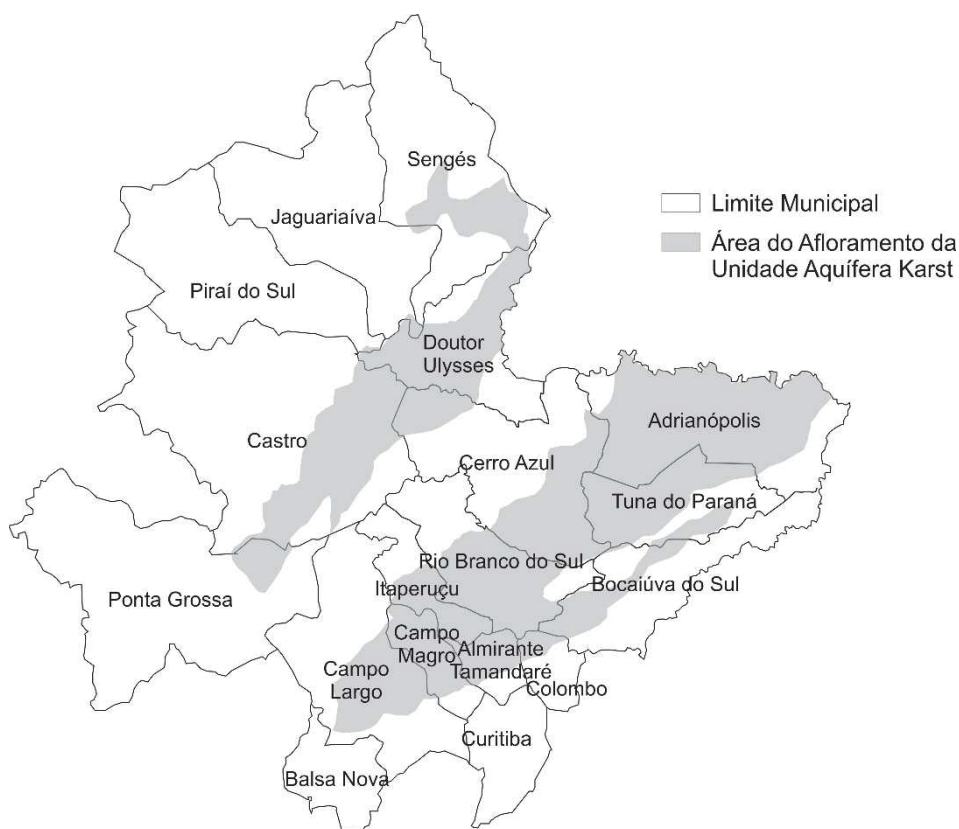 Sengés
Limite Municipal
Jaguariaíva
Área do Afloramento da
Unidade Aquífera Karst
Piraí do Sul
Doutor
Ulysses
Adrianópolis
Castro
Cerro Azul
Tuna do Paraná
Rio Branco do Sul
Itaperuçu
Bocaiúva do Sul
Ponta Grossa
Campo
Magro
Almirante
Tamandaré
Campo
Largo
Colombo
Curitiba
Balsa Nova